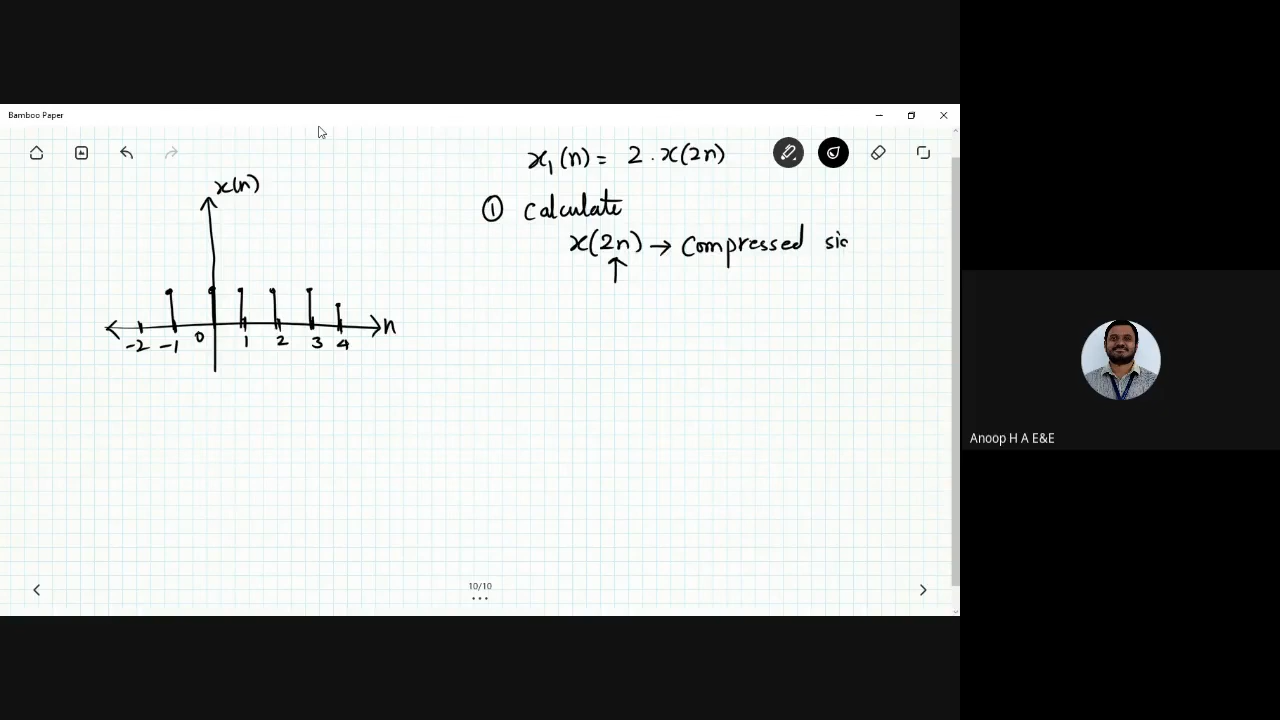 Bamboo Paper
x₁(n) = 2 . x(2n)
x(n)
① Calculate
x(2n) → Compressed sig
n
-2 -1 0 1 2 3 4
Anoop H A E&E
10/10